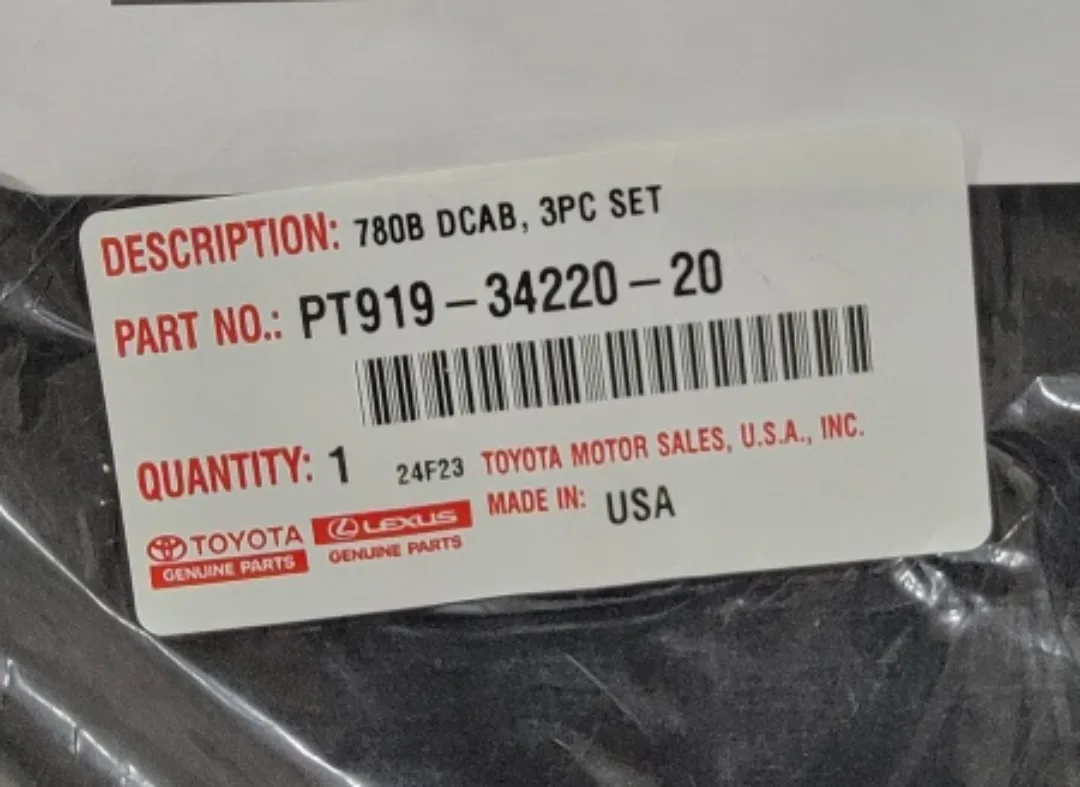 DESCRIPTION: 780B DCAB, 3PC SET
PART NO.: PT919-34220-20
QUANTITY: 1 24F23 TOYOTA MOTOR SALES, U.S.A., INC.
MADE IN: USA
TOYOTA
GENUINE PARTS
LEXUS
GENUINE PARTS